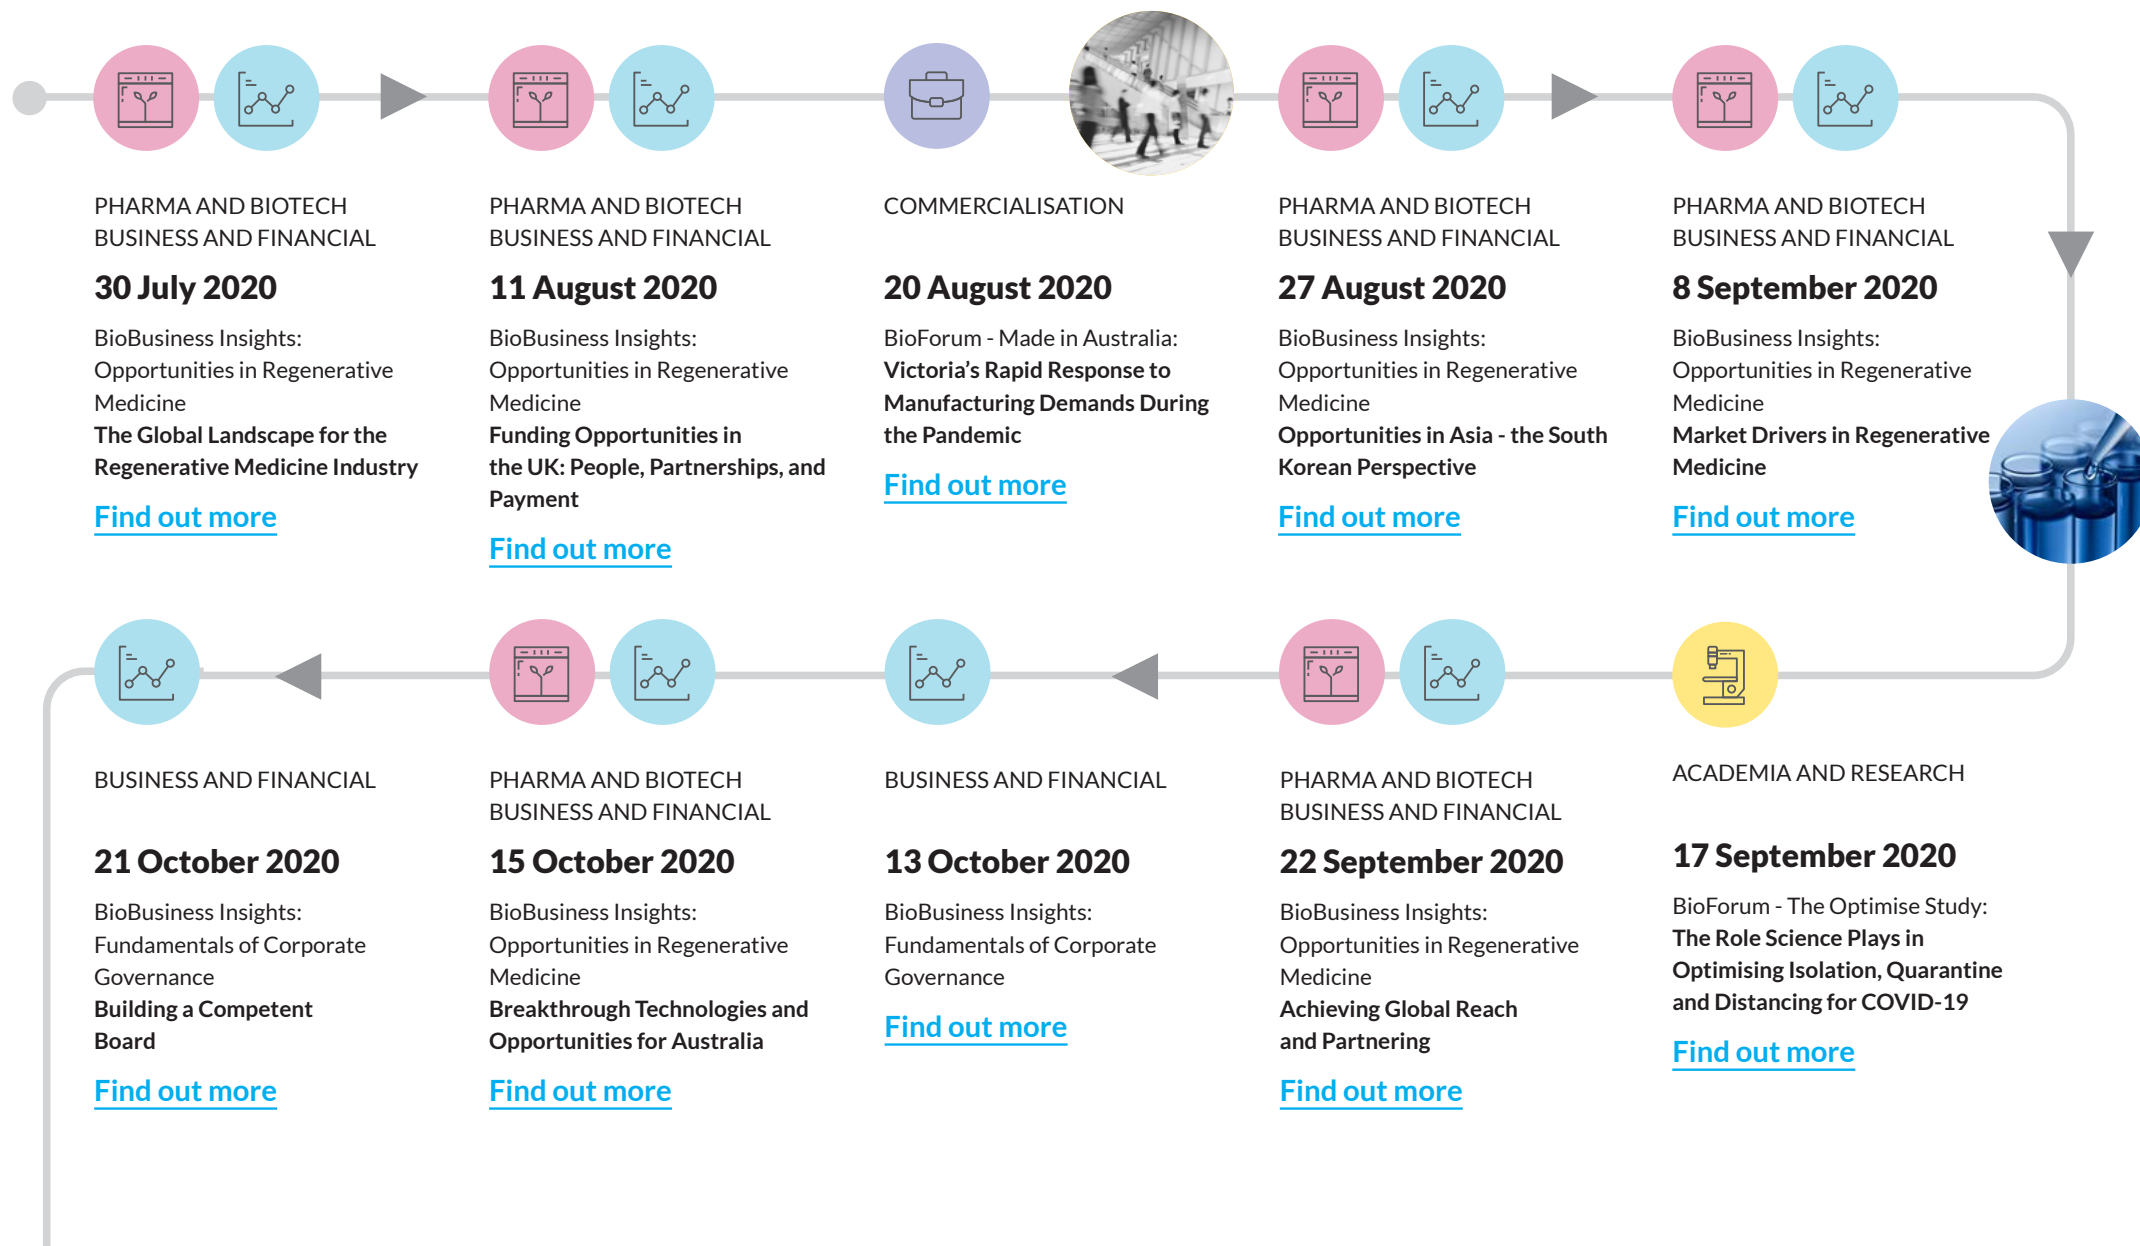 PHARMA AND BIOTECH
BUSINESS AND FINANCIAL
30 July 2020
BioBusiness Insights:
Opportunities in Regenerative
Medicine
The Global Landscape for the
Regenerative Medicine Industry
Find out more
PHARMA AND BIOTECH
BUSINESS AND FINANCIAL
11 August 2020
BioBusiness Insights:
Opportunities in Regenerative
Medicine
Funding Opportunities in
the UK: People, Partnerships, and
Payment
Find out more
COMMERCIALISATION
20 August 2020
BioForum - Made in Australia:
Victoria’s Rapid Response to
Manufacturing Demands During
the Pandemic
Find out more
PHARMA AND BIOTECH
BUSINESS AND FINANCIAL
27 August 2020
BioBusiness Insights:
Opportunities in Regenerative
Medicine
Opportunities in Asia - the South
Korean Perspective
Find out more
PHARMA AND BIOTECH
BUSINESS AND FINANCIAL
8 September 2020
BioBusiness Insights:
Opportunities in Regenerative
Medicine
Market Drivers in Regenerative
Medicine
Find out more
ACADEMIA AND RESEARCH
17 September 2020
BioForum - The Optimise Study:
The Role Science Plays in
Optimising Isolation, Quarantine
and Distancing for COVID-19
Find out more
PHARMA AND BIOTECH
BUSINESS AND FINANCIAL
22 September 2020
BioBusiness Insights:
Opportunities in Regenerative
Medicine
Achieving Global Reach
and Partnering
Find out more
BUSINESS AND FINANCIAL
13 October 2020
BioBusiness Insights:
Fundamentals of Corporate
Governance
Find out more
PHARMA AND BIOTECH
BUSINESS AND FINANCIAL
15 October 2020
BioBusiness Insights:
Opportunities in Regenerative
Medicine
Breakthrough Technologies and
Opportunities for Australia
Find out more
BUSINESS AND FINANCIAL
21 October 2020
BioBusiness Insights:
Fundamentals of Corporate
Governance
Building a Competent
Board
Find out more